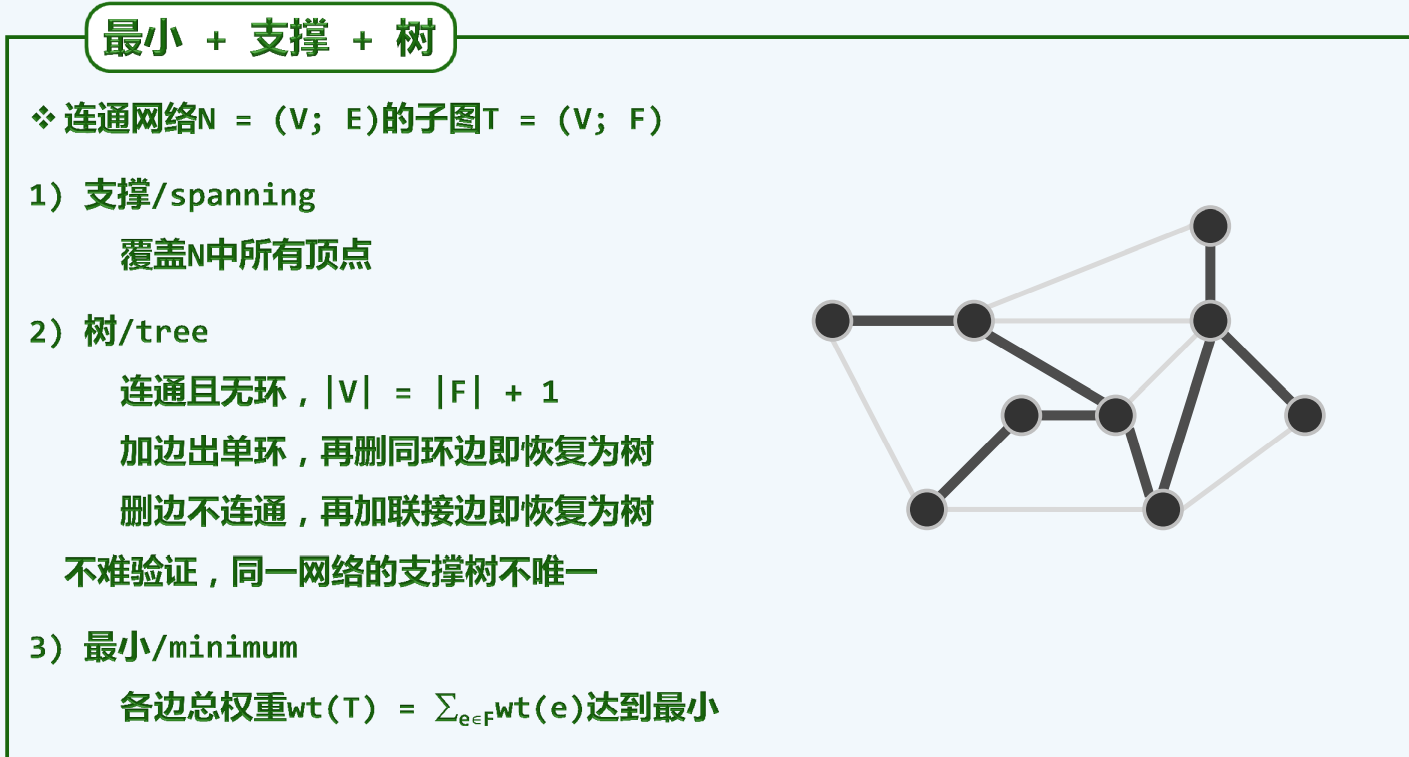 最小 + 支撑 + 树
❖ 连通网络N = (V; E)的子图T = (V; F)
1) 支撑/spanning
覆盖N中所有顶点
2) 树/tree
连通且无环，|V| = |F| + 1
加边出单环，再删同环边即恢复为树
删边不连通，再加联接边即恢复为树
不难验证，同一网络的支撑树不唯一
3) 最小/minimum
各边总权重wt(T) = ∑e∈Fwt(e)达到最小